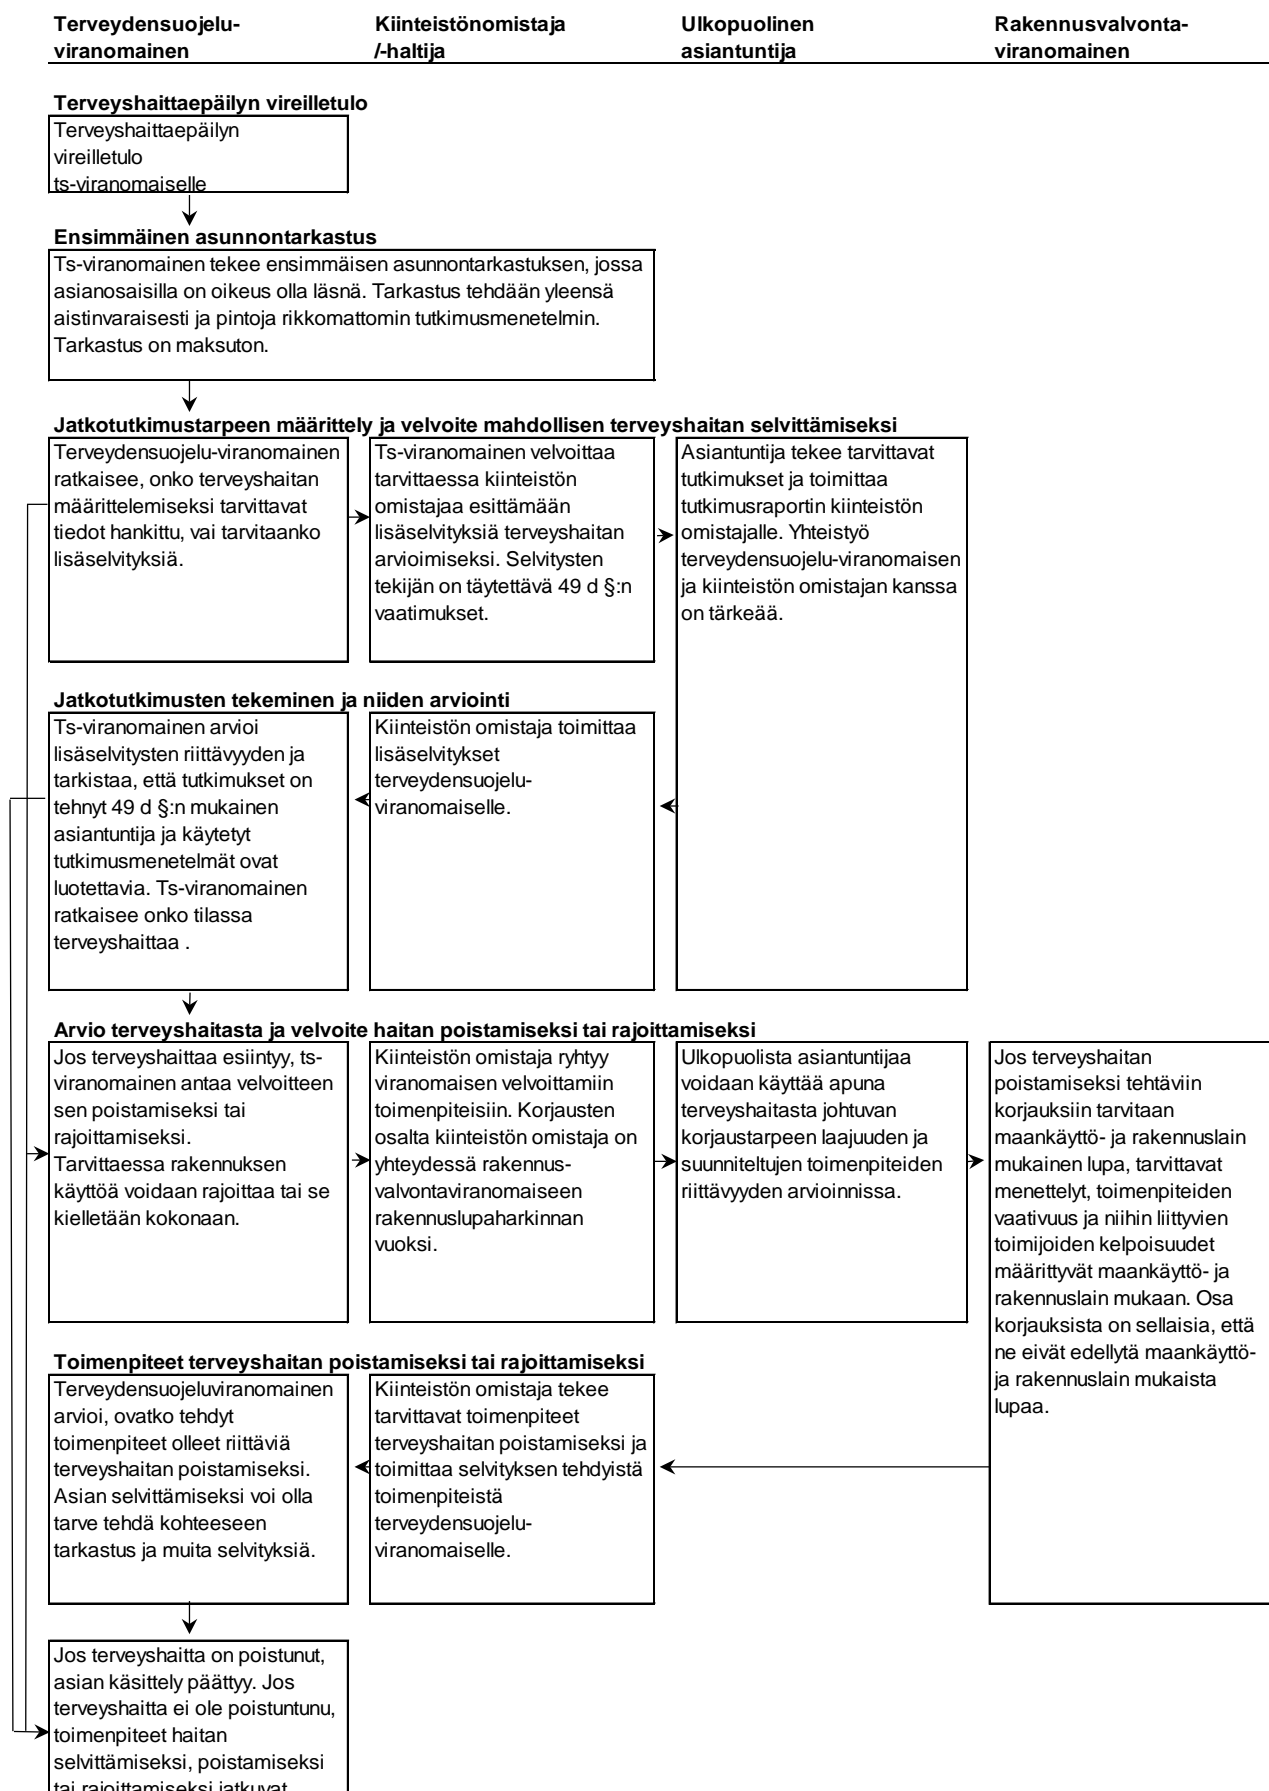 Terveydensuojelu-
viranomainen
Kiinteistönomistaja
/-haltija
Ulkopuolinen
asiantuntija
Rakennusvalvonta-
viranomainen
Terveyshaittaepäilyn vireilletulo
Terveyshaittaepäilyn
vireilletulo
ts-viranomaiselle
Ensimmäinen asunnontarkastus
Ts-viranomainen tekee ensimmäisen asunnontarkastuksen, jossa
asianosaisilla on oikeus olla läsnä. Tarkastus tehdään yleensä
aistinvaraisesti ja pintoja rikkomattomin tutkimusmenetelmin.
Tarkastus on maksuton.
Jatkotutkimustarpeen määrittely ja velvoite mahdollisen terveyshaitan selvittämiseksi
Terveydensuojelu-viranomainen
ratkaisee, onko terveyshaitan
määrittelemiseksi tarvittavat
tiedot hankittu, vai tarvitaanko
lisäselvityksiä.
Ts-viranomainen velvoittaa
tarvittaessa kiinteistön
omistajaa esittämään
lisäselvityksiä terveyshaitan
arvioimiseksi. Selvitysten
tekijän on täytettävä 49 d §:n
vaatimukset.
Asiantuntija tekee tarvittavat
tutkimukset ja toimittaa
tutkimusraportin kiinteistön
omistajalle. Yhteistyö
terveydensuojelu-viranomaisen
ja kiinteistön omistajan kanssa
on tärkeää.
Jatkotutkimusten tekeminen ja niiden arviointi
Ts-viranomainen arvioi
lisäselvitysten riittävyyden ja
tarkistaa, että tutkimukset on
tehnyt 49 d §:n mukainen
asiantuntija ja käytetyt
tutkimusmenetelmät ovat
luotettavia. Ts-viranomainen
ratkaisee onko tilassa
terveyshaittaa .
Kiinteistön omistaja toimittaa
lisäselvitykset
terveydensuojelu-
viranomaiselle.
Arvio terveyshaitasta ja velvoite haitan poistamiseksi tai rajoittamiseksi
Jos terveyshaittaa esiintyy, ts-
viranomainen antaa velvoitteen
sen poistamiseksi tai
rajoittamiseksi.
Tarvittaessa rakennuksen
käyttöä voidaan rajoittaa tai se
kielletään kokonaan.
Kiinteistön omistaja ryhtyy
viranomaisen velvoittamiin
toimenpiteisiin. Korjausten
osalta kiinteistön omistaja on
yhteydessä rakennus-
valvontaviranomaiseen
rakennuslupaharkinnan
vuoksi.
Ulkopuolista asiantuntijaa
voidaan käyttää apuna
terveyshaitasta johtuvan
korjaustarpeen laajuuden ja
suunniteltujen toimenpiteiden
riittävyyden arvioinnissa.
Jos terveyshaitan
poistamiseksi tehtäviin
korjauksiin tarvitaan
maankäyttö- ja rakennuslain
mukainen lupa, tarvittavat
menettelyt, toimenpiteiden
vaativuus ja niihin liittyvien
toimijoiden kelpoisuudet
määrittyvät maankäyttö- ja
rakennuslain mukaan. Osa
korjauksista on sellaisia, että
ne eivät edellytä maankäyttö-
ja rakennuslain mukaista
lupaa.
Toimenpiteet terveyshaitan poistamiseksi tai rajoittamiseksi
Terveydensuojeluviranomainen
arvioi, ovatko tehdyt
toimenpiteet olleet riittäviä
terveyshaitan poistamiseksi.
Asian selvittämiseksi voi olla
tarve tehdä kohteeseen
tarkastus ja muita selvityksiä.
Kiinteistön omistaja tekee
tarvittavat toimenpiteet
terveyshaitan poistamiseksi ja
toimittaa selvityksen tehdyistä
toimenpiteistä
terveydensuojelu-
viranomaiselle.
Jos terveyshaitta on poistunut,
asian käsittely päättyy. Jos
terveyshaitta ei ole poistuntunu,
toimenpiteet haitan
selvittämiseksi, poistamiseksi
tai rajoittamiseksi jatkuvat